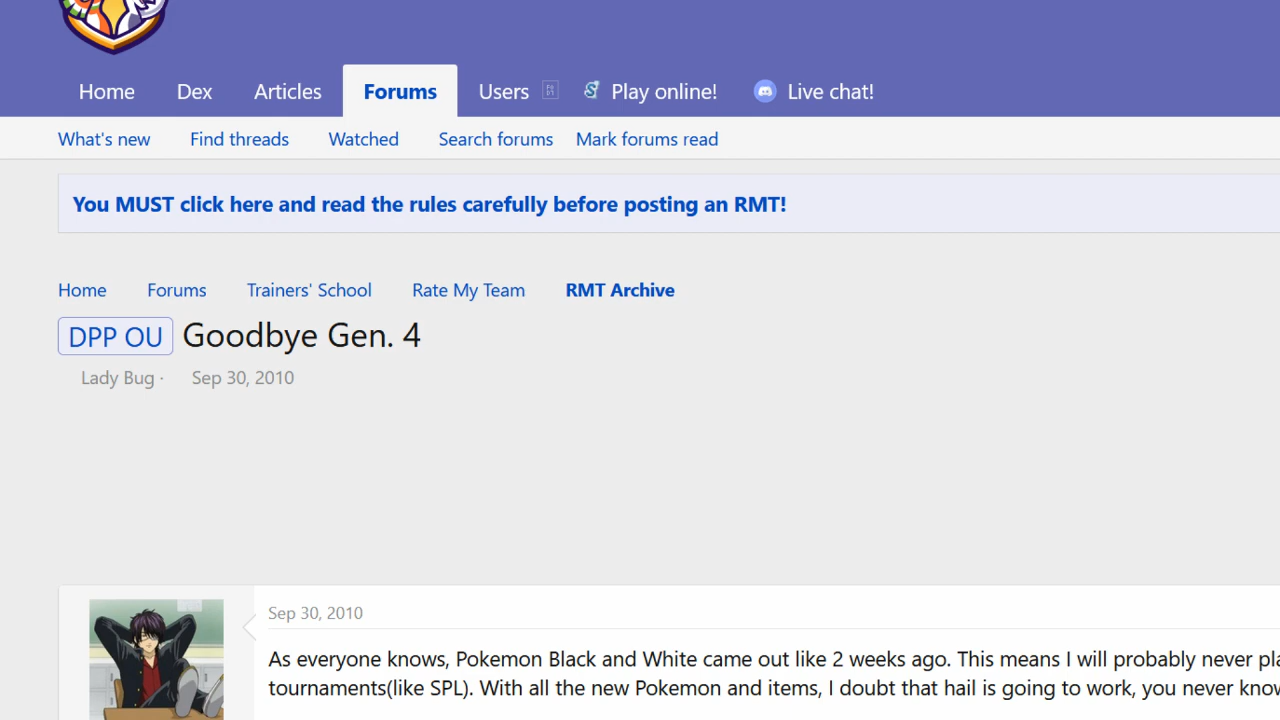 Home Dex Articles Forums Users Play online! Live chat!
What's new Find threads Watched Search forums Mark forums read
You MUST click here and read the rules carefully before posting an RMT!
Home Forums Trainers' School Rate My Team RMT Archive
DPP OU Goodbye Gen. 4
Lady Bug · Sep 30, 2010
Sep 30, 2010
As everyone knows, Pokemon Black and White came out like 2 weeks ago. This means I will probably never pla
tournaments(like SPL). With all the new Pokemon and items, I doubt that hail is going to work, you never know